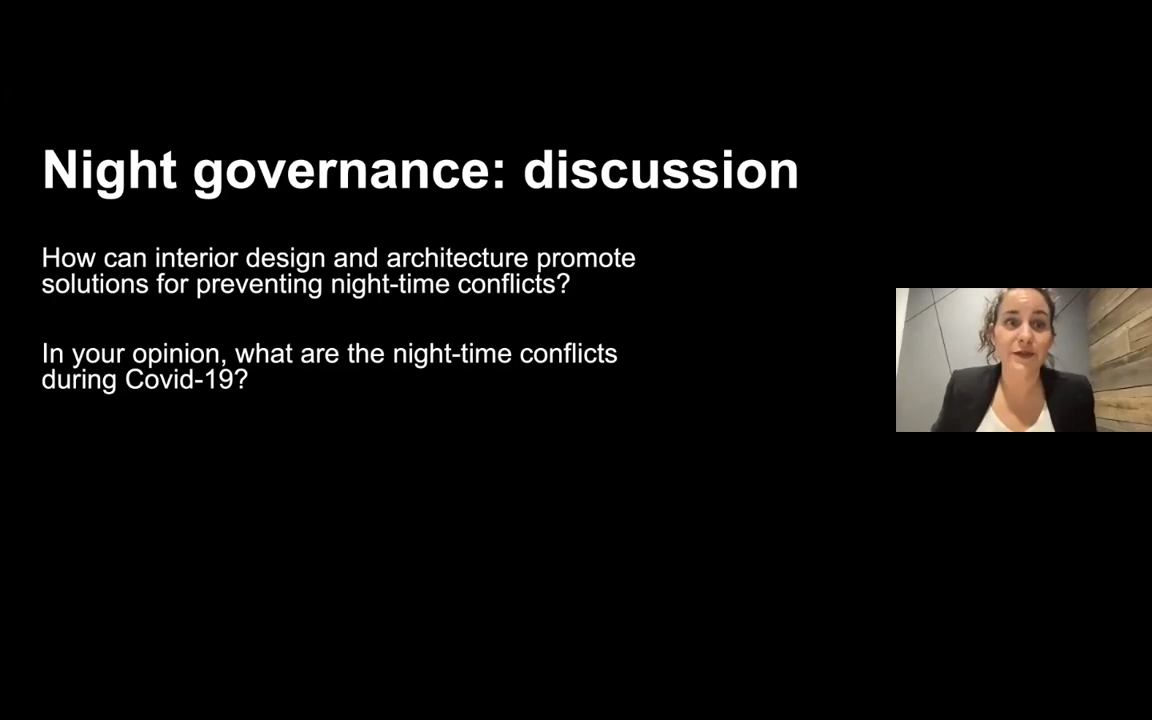 Night governance: discussion
How can interior design and architecture promote
solutions for preventing night-time conflicts?
In your opinion, what are the night-time conflicts
during Covid-19?